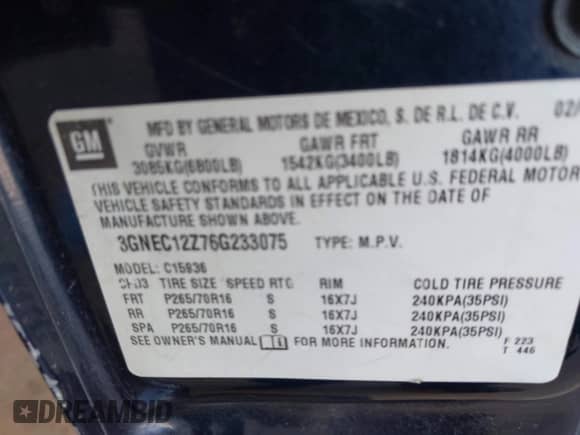 GM
MFD BY GENERAL MOTORS DE MEXICO, S. DE R.L. DE C.V. 02/
GVWR GAWR FRT GAWR RR
3085KG(6800LB) 1542KG(3400LB) 1814KG(4000LB)
THIS VEHICLE CONFORMS TO ALL APPLICABLE U.S. FEDERAL MOTOR
VEHICLE SAFETY STANDARDS IN EFFECT ON THE DATE OF
MANUFACTURE SHOWN ABOVE.
3GNEC12Z76G233075 TYPE: M.P.V.
MODEL: C15936
TIRE SIZE SPEED RTG RIM COLD TIRE PRESSURE
FRT P265/70R16 S 16X7J 240KPA(35PSI)
RR P265/70R16 S 16X7J 240KPA(35PSI)
SPA P265/70R16 S 16X7J 240KPA(35PSI)
SEE OWNER'S MANUAL FOR MORE INFORMATION.
F 223
T 446
DREAMBID